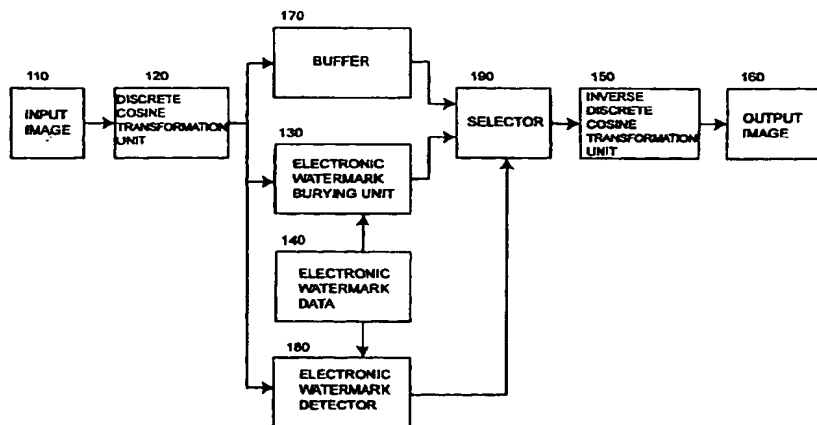 170
BUFFER
110
INPUT
IMAGE
120
DISCRETE
COSINE
TRANSFORMATION
UNIT
190
SELECTOR
150
INVERSE
DISCRETE
COSINE
TRANSFORMATION
UNIT
160
OUTPUT
IMAGE
130
ELECTRONIC
WATERMARK
BURYING UNIT
140
ELECTRONIC
WATERMARK
DATA
180
ELECTRONIC
WATERMARK
DETECTOR